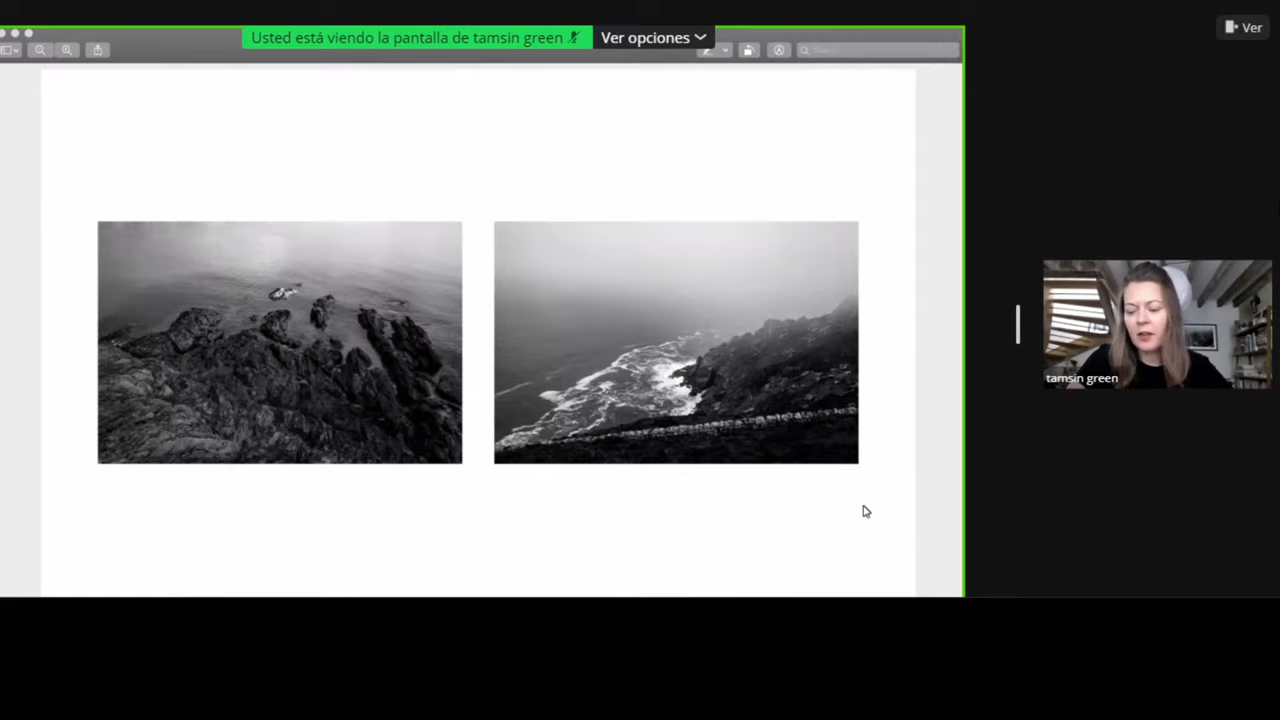 Usted está viendo la pantalla de tamsin green
Ver opciones
Ver
tamsin green